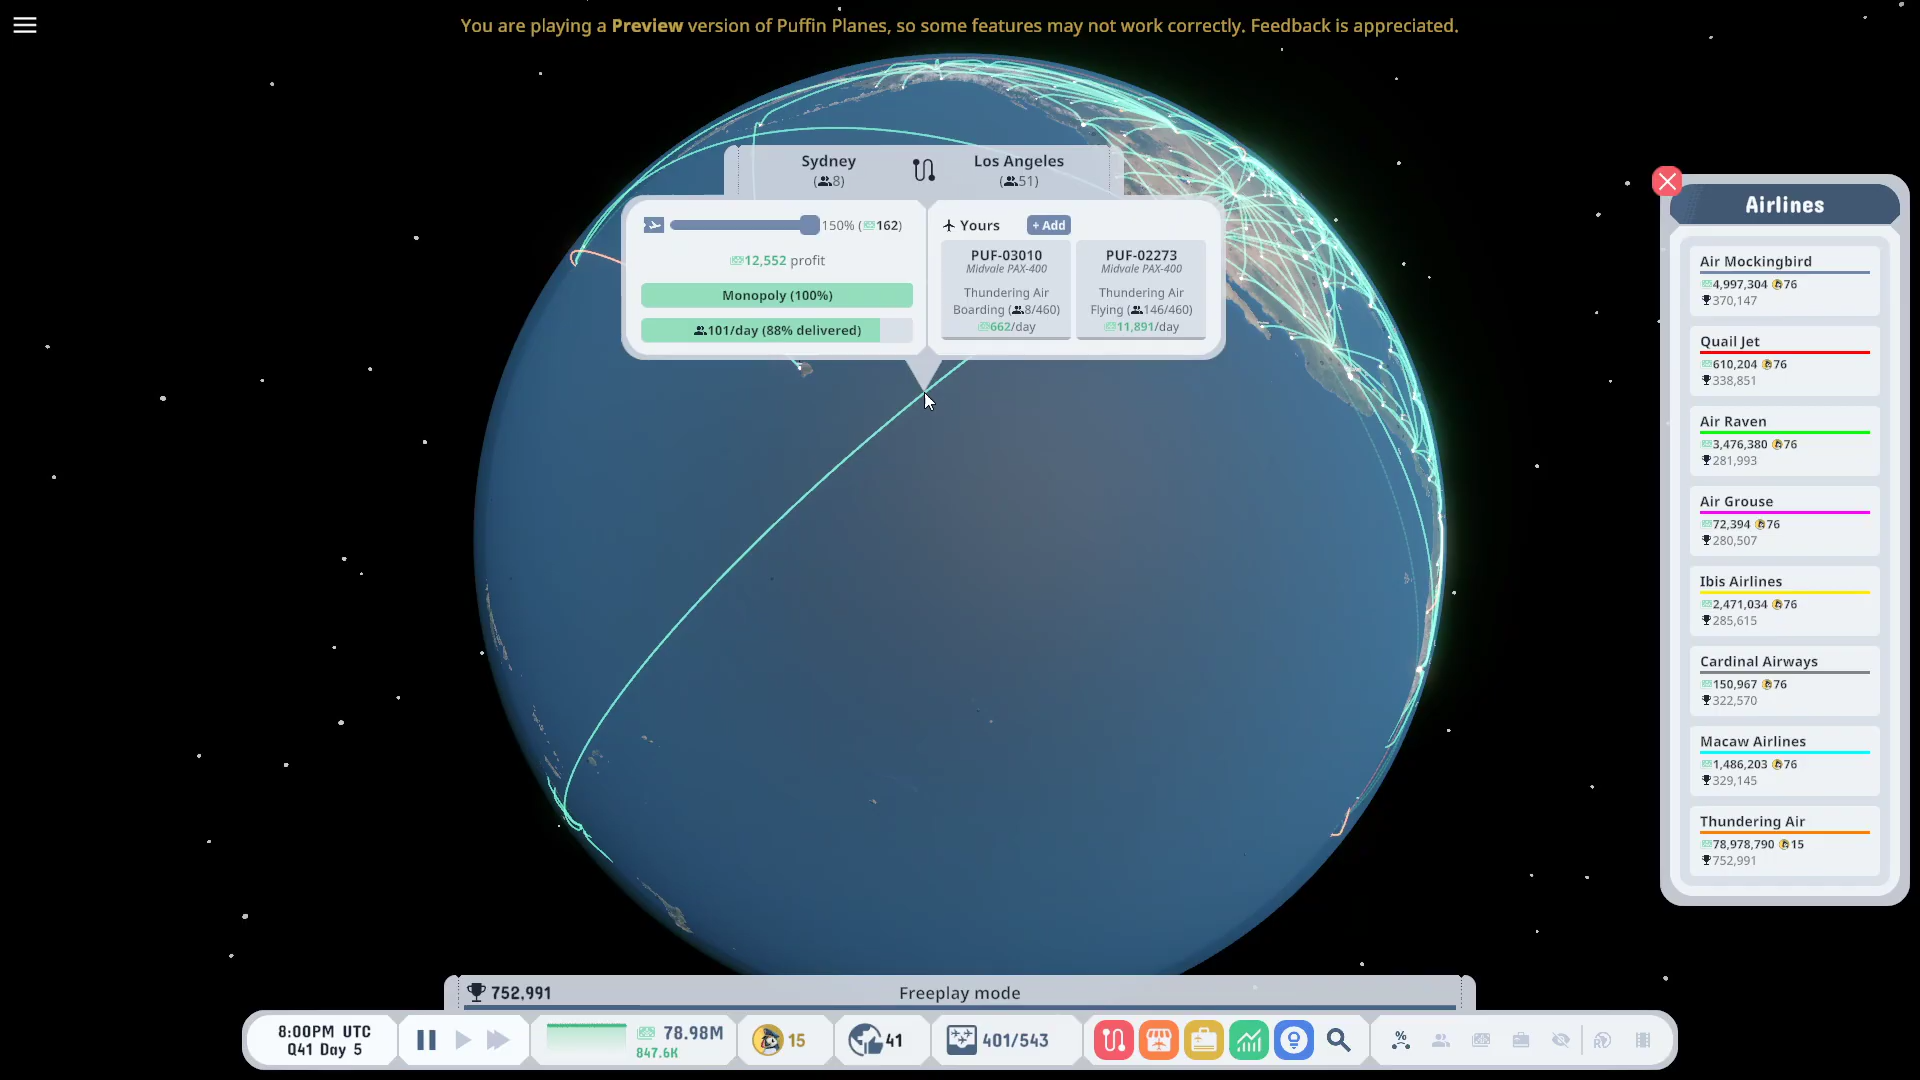 You are playing a Preview version of Puffin Planes, so some features may not work correctly. Feedback is appreciated.
Sydney
(8)
Los Angeles
(51)
150% (162)
12,552 profit
Monopoly (100%)
101/day (88% delivered)
Yours
+ Add
PUF-03010
Midvale PAX-400
Thundering Air
Boarding (8/460)
662/day
PUF-02273
Midvale PAX-400
Thundering Air
Flying (146/460)
11,891/day
Airlines
Air Mockingbird
4,997,304 76
370,147
Quail Jet
610,204 76
338,851
Air Raven
3,476,380 76
281,993
Air Grouse
72,394 76
280,507
Ibis Airlines
2,471,034 76
285,615
Cardinal Airways
150,967 76
322,570
Macaw Airlines
1,486,203 76
329,145
Thundering Air
78,978,790 15
752,991
752,991
Freeplay mode
8:00PM UTC
Q41 Day 5
78.98M
847.6K
15
41
401/543
%